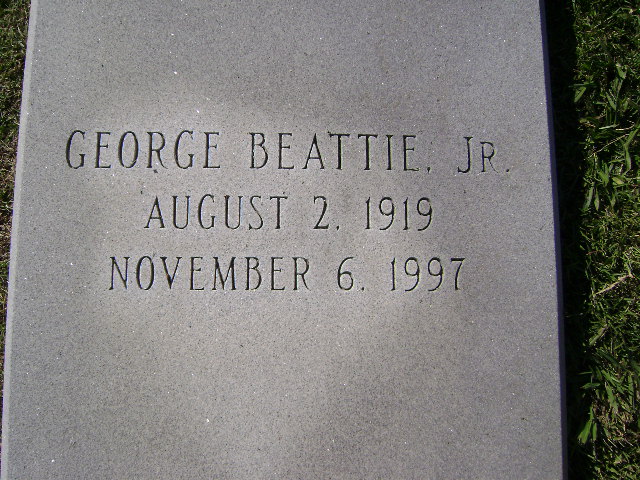 GEORGE BEATTIE, JR.
AUGUST 2, 1919
NOVEMBER 6, 1997